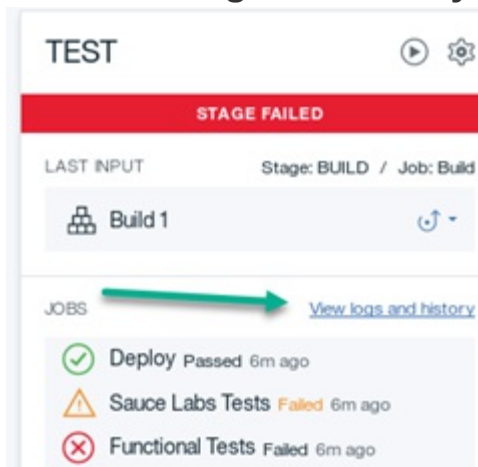 TEST
STAGE FAILED
LAST INPUT Stage: BUILD / Job: Build
Build 1
JOBS View logs and history
Deploy Passed 6m ago
Sauce Labs Tests Failed 6m ago
Functional Tests Failed 6m ago